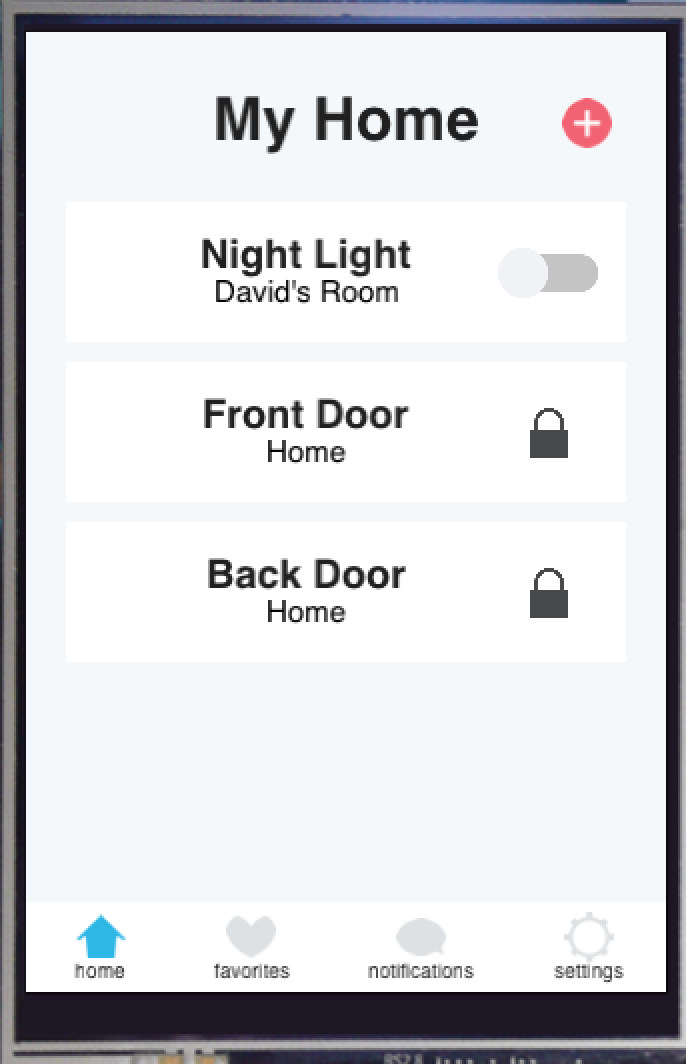 My Home
Night Light
David's Room
Front Door
Home
Back Door
Home
home
favorites
notifications
settings